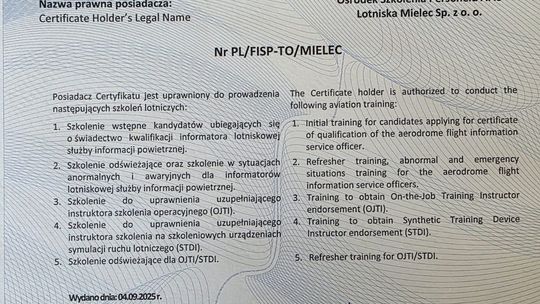 Nazwa prawna posiadacza:
Certificate Holder's Legal Name
Lotniska Mielec Sp. z o. o.
Nr PL/FISP-TO/MIELEC
Posiadacz Certyfikatu jest uprawniony do prowadzenia
następujących szkoleń lotniczych:
1. Szkolenie wstępne kandydatów ubiegających się
o świadectwo kwalifikacji informatora lotniskowej
służby informacji powietrznej.
2. Szkolenie odświeżające oraz szkolenie w sytuacjach
anormalnych i awaryjnych dla informatorów
lotniskowej służby informacji powietrznej.
3. Szkolenie do uprawnienia uzupełniającego
instruktora szkolenia operacyjnego (OJTI).
4. Szkolenie do uprawnienia uzupełniającego
instruktora szkolenia na szkoleniowych urządzeniach
symulacji ruchu lotniczego (STDI).
5. Szkolenie odświeżające dla OJTI/STDI.
The Certificate holder is authorized to conduct the
following aviation training:
1. Initial training for candidates applying for certificate
of qualification of the aerodrome flight information
service officer.
2. Refresher training, abnormal and emergency
situations training for the aerodrome flight
information service officers.
3. Training to obtain On-the-Job Training Instructor
endorsement (OJTI).
4. Training to obtain Synthetic Training Device
Instructor endorsement (STDI).
5. Refresher training for OJTI/STDI.
Wydano dnia: 04.09.2025 r.